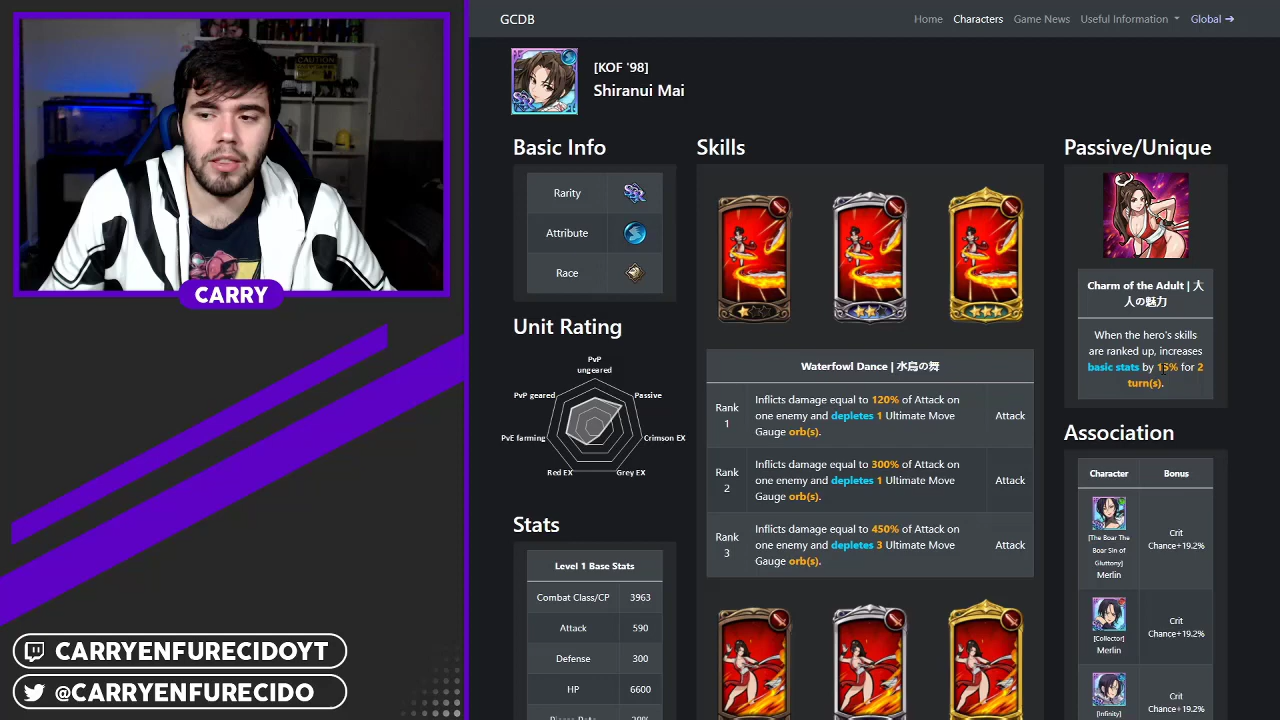 CAUTION
CARRY
CARRYENFURECIDOYT
@CARRYENFURECIDO
GCDB
Home
Characters
Game News
Useful Information
Global →
[KOF '98]
Shiranui Mai
Basic Info
Rarity
Attribute
Race
Unit Rating
PvP
ungeared
PvP geared
Passive
PvE farming
Crimson EX
Red EX
Grey EX
Stats
Level 1 Base Stats
Combat Class/CP 3963
Attack 590
Defense 300
HP 6600
Skills
Waterfowl Dance | 水鳥の舞
Rank
1
Inflicts damage equal to 120% of Attack on
one enemy and depletes 1 Ultimate Move
Gauge orb(s).
Attack
Rank
2
Inflicts damage equal to 300% of Attack on
one enemy and depletes 1 Ultimate Move
Gauge orb(s).
Attack
Rank
3
Inflicts damage equal to 450% of Attack on
one enemy and depletes 3 Ultimate Move
Gauge orb(s).
Attack
Passive/Unique
Charm of the Adult | 大
人の魅力
When the hero's skills
are ranked up, increases
basic stats by 15% for 2
turn(s).
Association
Character Bonus
[The Boar The
Boar Sin of
Gluttony]
Merlin
Crit
Chance+19.2%
[Collector]
Merlin
Crit
Chance+19.2%
[Infinity]
Crit
Chance+19.2%